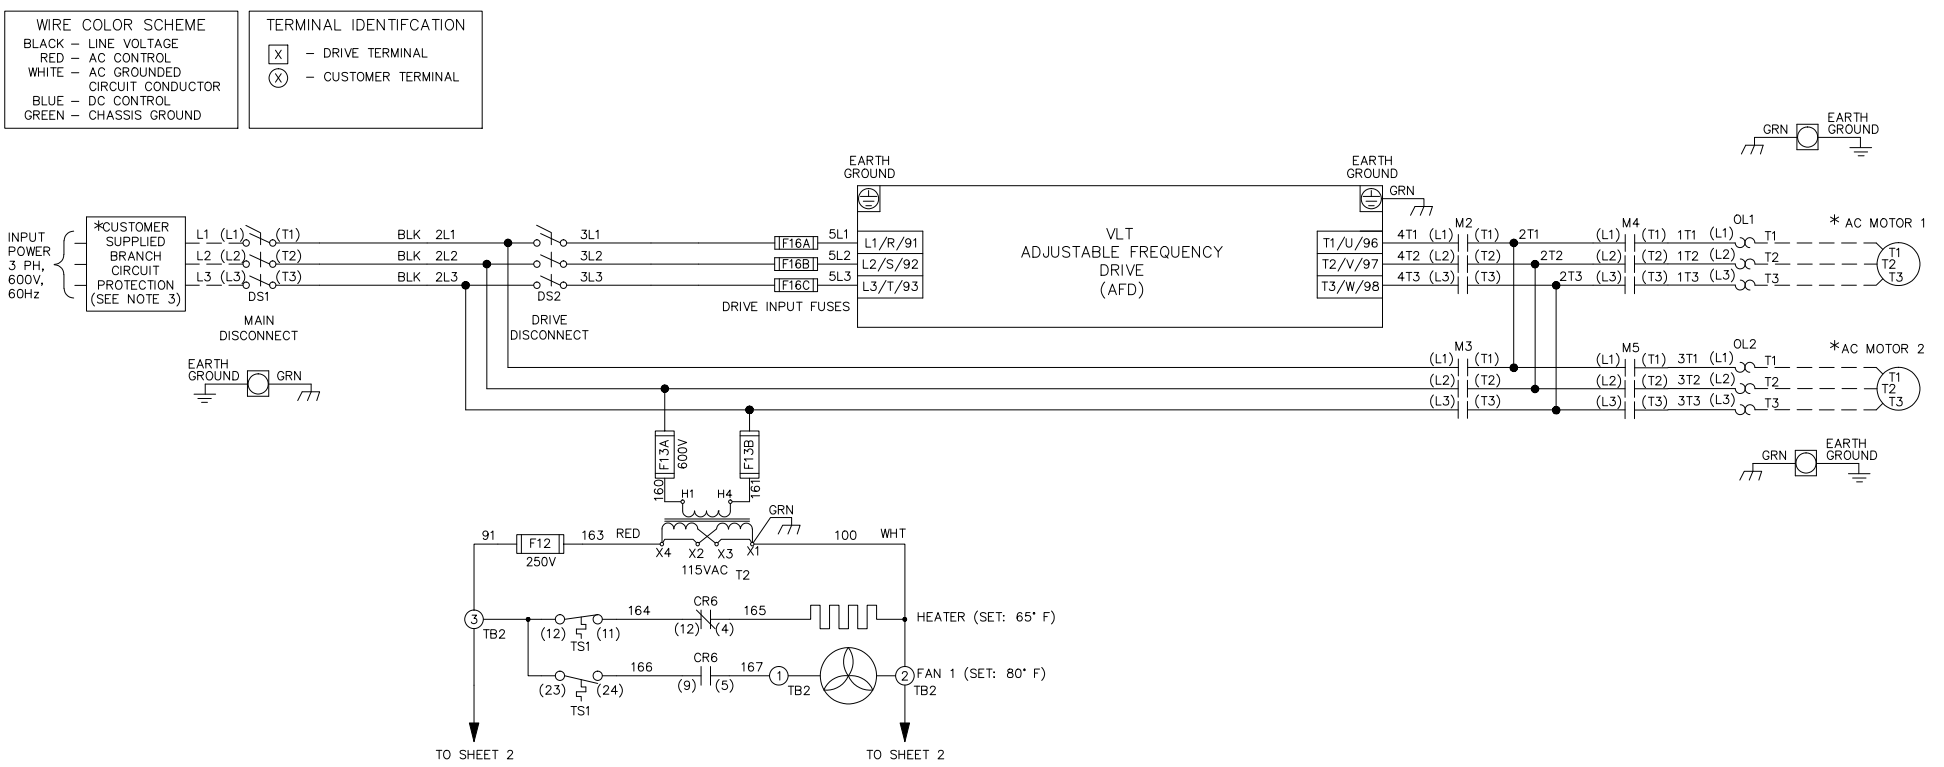 WIRE COLOR SCHEME
BLACK – LINE VOLTAGE
RED – AC CONTROL
WHITE – AC GROUNDED
CIRCUIT CONDUCTOR
BLUE – DC CONTROL
GREEN – CHASSIS GROUND
TERMINAL IDENTIFCATION
X – DRIVE TERMINAL
X – CUSTOMER TERMINAL
GRN
EARTH
GROUND
EARTH
GROUND
EARTH
GROUND
GRN
INPUT
POWER
3 PH,
600V,
60Hz
*CUSTOMER
SUPPLIED
BRANCH
CIRCUIT
PROTECTION
(SEE NOTE 3)
L1 (L1) (T1) BLK 2L1 3L1 F16A 5L1 L1/R/91
L2 (L2) (T2) BLK 2L2 3L2 F16B 5L2 L2/S/92
L3 (L3) (T3) BLK 2L3 3L3 F16C 5L3 L3/T/93
DS1
MAIN
DISCONNECT
DS2
DRIVE
DISCONNECT
DRIVE INPUT FUSES
VLT
ADJUSTABLE FREQUENCY
DRIVE
(AFD)
M2 M4 OL1 * AC MOTOR 1
T1/U/96 4T1 (L1) (T1) 2T1 (L1) (T1) 1T1 (L1) T1 T1
T2/V/97 4T2 (L2) (T2) 2T2 (L2) (T2) 1T2 (L2) T2 T2
T3/W/98 4T3 (L3) (T3) 2T3 (L3) (T3) 1T3 (L3) T3 T3
M3 M5 OL2 *AC MOTOR 2
(L1) (T1) (L1) (T1) 3T1 (L1) T1 T1
(L2) (T2) (L2) (T2) 3T2 (L2) T2 T2
(L3) (T3) (L3) (T3) 3T3 (L3) T3 T3
EARTH
GROUND
GRN
GRN
EARTH
GROUND
F13A
600V
F13B
160
161
H1 H4
GRN
91 F12 163 RED
250V
X4 X2 X3 X1
115VAC T2
100 WHT
3
TB2
164 CR6 165
(12) (11) (12) (4)
TS1
HEATER (SET: 65° F)
166 CR6 167
(23) (24) (9) (5)
TS1
1
TB2
2
TB2
FAN 1 (SET: 80° F)
TO SHEET 2
TO SHEET 2